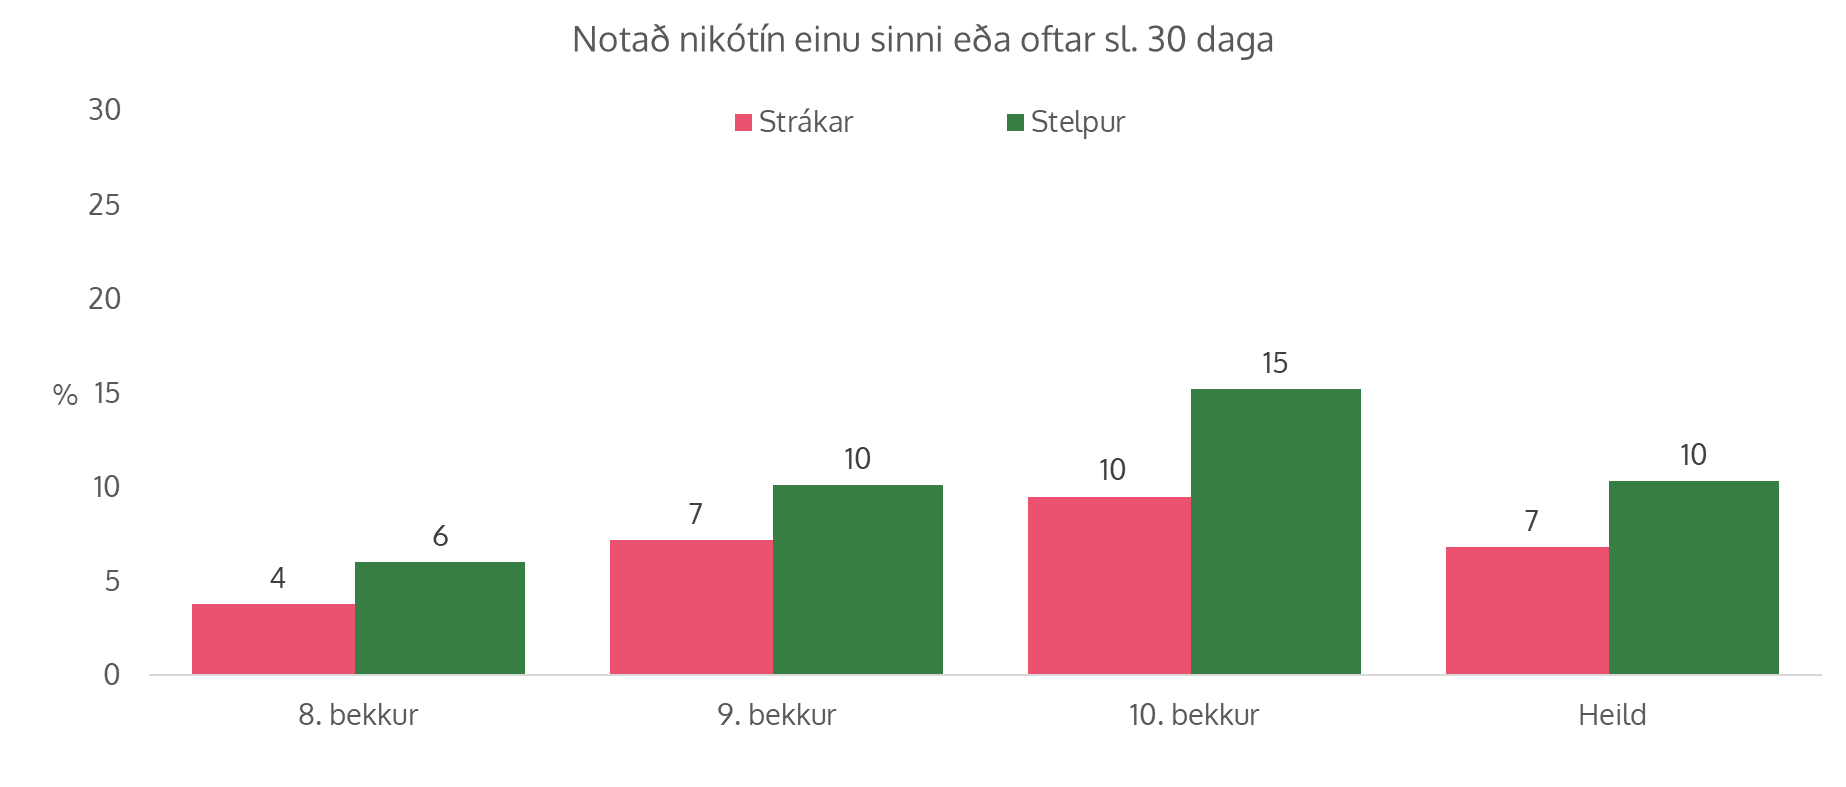 Notað nikótín einu sinni eða oftar sl. 30 daga
Strákar Stelpur
30
25
20
15
10
5
0
%
4 6 7 10 10 15 7 10
8. bekkur 9. bekkur 10. bekkur Heild